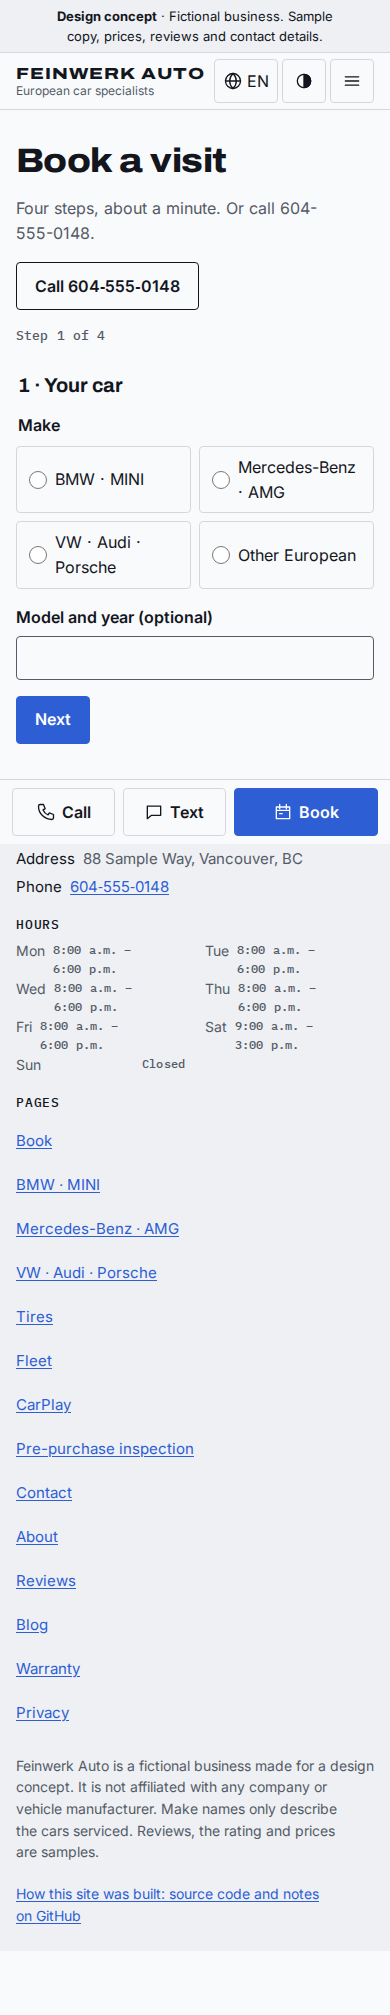 Design concept · Fictional business. Sample
copy, prices, reviews and contact details.
FEINWERK AUTO
European car specialists
EN
Book a visit
Four steps, about a minute. Or call 604-
555-0148.
Call 604-555-0148
Step 1 of 4
1 · Your car
Make
BMW · MINI
Mercedes-Benz
· AMG
VW · Audi ·
Porsche
Other European
Model and year (optional)
Next
Call
Text
Book
Address 88 Sample Way, Vancouver, BC
Phone 604-555-0148
HOURS
Mon 8:00 a.m. –
6:00 p.m.
Tue 8:00 a.m. –
6:00 p.m.
Wed 8:00 a.m. –
6:00 p.m.
Thu 8:00 a.m. –
6:00 p.m.
Fri 8:00 a.m. –
6:00 p.m.
Sat 9:00 a.m. –
3:00 p.m.
Sun Closed
PAGES
Book
BMW · MINI
Mercedes-Benz · AMG
VW · Audi · Porsche
Tires
Fleet
CarPlay
Pre-purchase inspection
Contact
About
Reviews
Blog
Warranty
Privacy
Feinwerk Auto is a fictional business made for a design
concept. It is not affiliated with any company or
vehicle manufacturer. Make names only describe
the cars serviced. Reviews, the rating and prices
are samples.
How this site was built: source code and notes
on GitHub